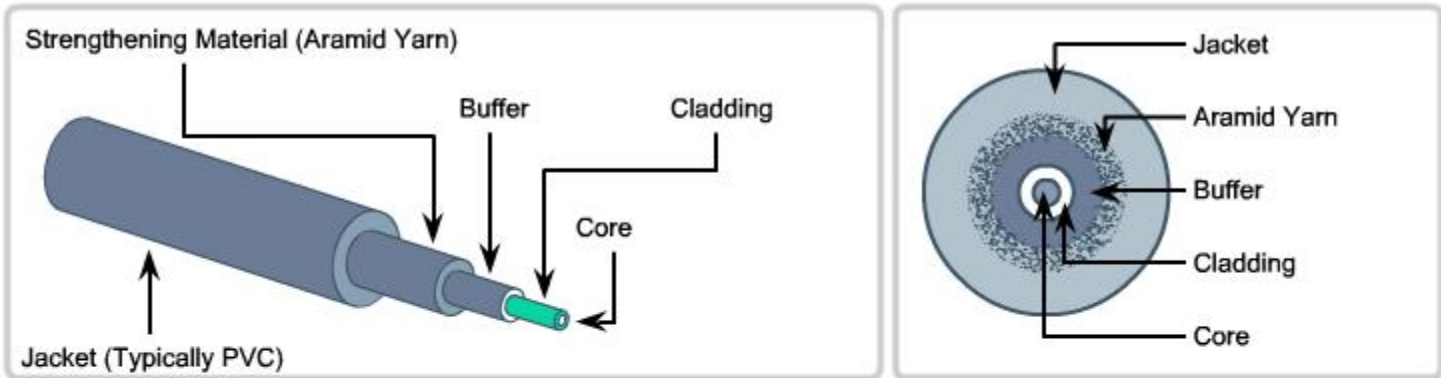 Strengthening Material (Aramid Yarn)
Buffer
Cladding
Core
Jacket (Typically PVC)
Jacket
Aramid Yarn
Buffer
Cladding
Core